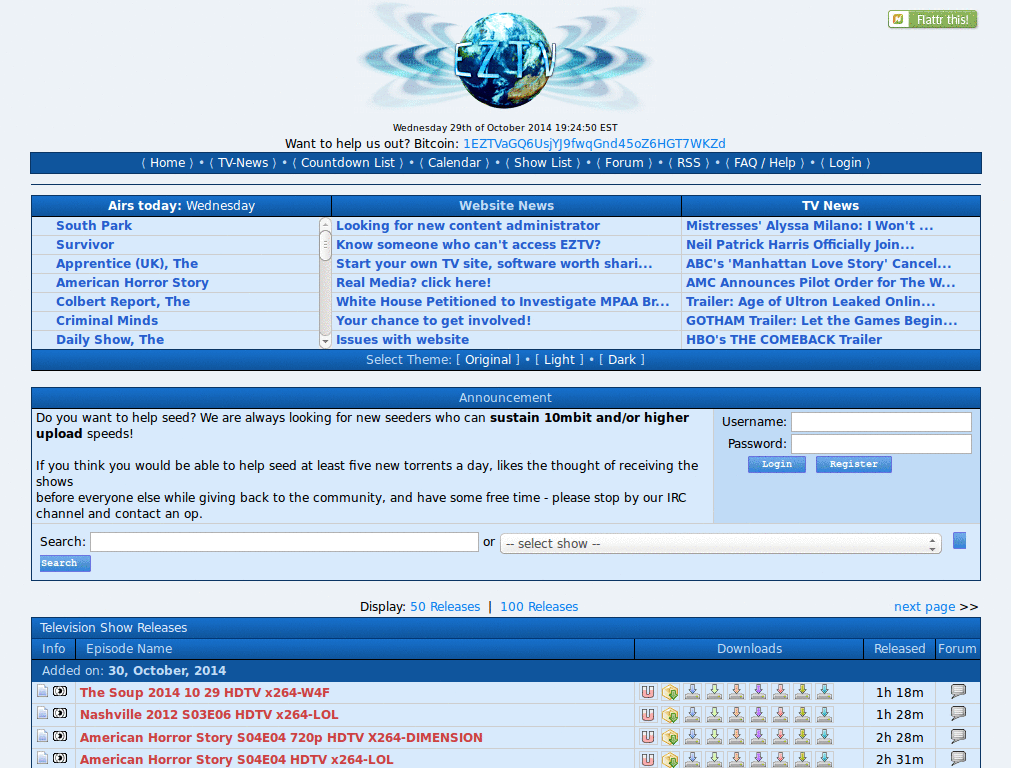 Flattr this!
EZTV
Wednesday 29th of October 2014 19:24:50 EST
Want to help us out? Bitcoin: 1EZTVaGQ6UsjYJ9fwqGnd45oZ6HGT7WKZd
( Home ) • ( TV-News ) • ( Countdown List ) • ( Calendar ) • ( Show List ) • ( Forum ) • ( RSS ) • ( FAQ / Help ) • ( Login )
Airs today: Wednesday
South Park
Survivor
Apprentice (UK), The
American Horror Story
Colbert Report, The
Criminal Minds
Daily Show, The
Website News
Looking for new content administrator
Know someone who can't access EZTV?
Start your own TV site, software worth shari...
Real Media? click here!
White House Petitioned to Investigate MPAA Br...
Your chance to get involved!
Issues with website
TV News
Mistresses' Alyssa Milano: I Won't ...
Neil Patrick Harris Officially Join...
ABC's 'Manhattan Love Story' Cancel...
AMC Announces Pilot Order for The W...
Trailer: Age of Ultron Leaked Onlin...
GOTHAM Trailer: Let the Games Begin...
HBO's THE COMEBACK Trailer
Select Theme: [ Original ] • [ Light ] • [ Dark ]
Announcement
Do you want to help seed? We are always looking for new seeders who can sustain 10mbit and/or higher
upload speeds!
If you think you would be able to help seed at least five new torrents a day, likes the thought of receiving the
shows
before everyone else while giving back to the community, and have some free time - please stop by our IRC
channel and contact an op.
Username:
Password:
Login Register
Search: or -- select show --
Search
Display: 50 Releases | 100 Releases next page >>
Television Show Releases
Info Episode Name Downloads Released Forum
Added on: 30, October, 2014
The Soup 2014 10 29 HDTV x264-W4F 1h 18m
Nashville 2012 S03E06 HDTV x264-LOL 1h 28m
American Horror Story S04E04 720p HDTV X264-DIMENSION 2h 28m
American Horror Story S04E04 HDTV x264-LOL 2h 31m